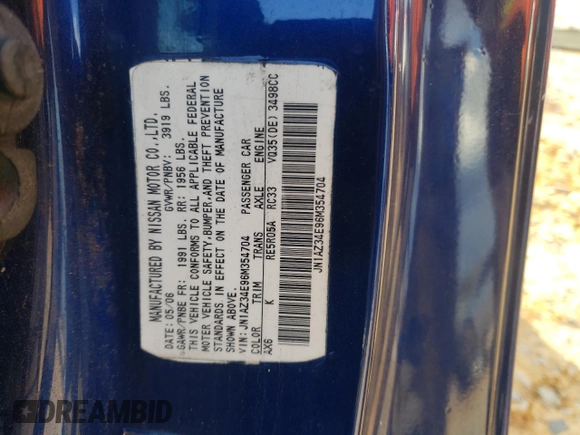 MANUFACTURED BY NISSAN MOTOR CO.,LTD.
DATE: 05/06 GVWR/PNBV: 3919 LBS.
GAWR/PNBE FR: 1991 LBS. RR: 1956 LBS.
THIS VEHICLE CONFORMS TO ALL APPLICABLE FEDERAL
MOTOR VEHICLE SAFETY,BUMPER,AND THEFT PREVENTION
STANDARDS IN EFFECT ON THE DATE OF MANUFACTURE
SHOWN ABOVE.
VIN:JN1AZ34E96M354704 PASSENGER CAR
COLOR TRIM TRANS AXLE ENGINE
AX6 K RE5R05A RC33 VQ35(DE) 3498CC
JN1AZ34E96M354704
DREAMBID